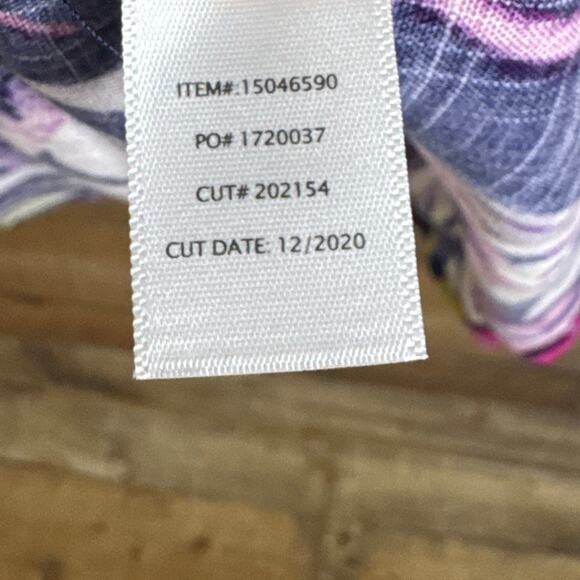 ITEM#:15046590
PO# 1720037
CUT# 202154
CUT DATE: 12/2020